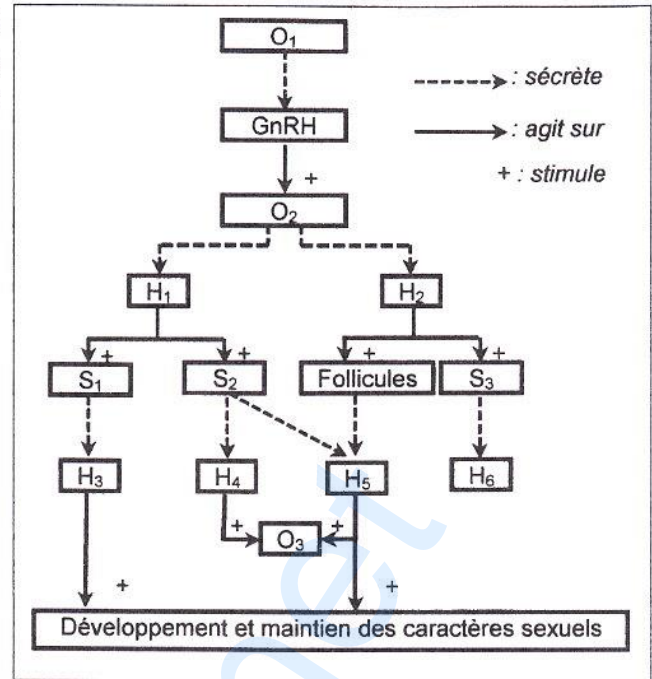 O₁
: sécrète
GnRH
: agit sur
+
+ : stimule
O₂
H₁
H₂
+ + + +
S₁ S₂ Follicules S₃
H₃ H₄ H₅ H₆
+ O₃ +
+ +
Développement et maintien des caractères sexuels